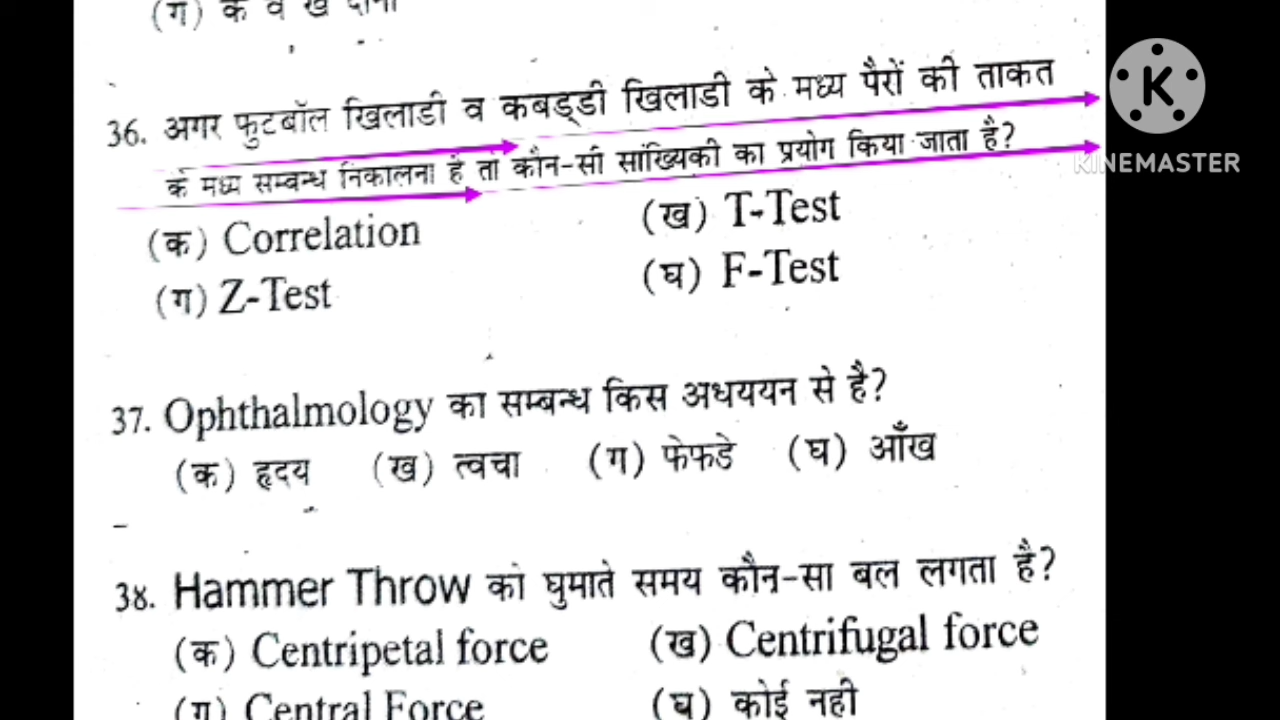 (ग) क व ख दोनो
36. अगर फुटबॉल खिलाडी व कबड्डी खिलाडी के मध्य पैरों की ताकत
के मध्य सम्बन्ध निकालना है तो कौन-सी सांख्यिकी का प्रयोग किया जाता है?
(क) Correlation (ख) T-Test
(ग) Z-Test (घ) F-Test
37. Ophthalmology का सम्बन्ध किस अधययन से है?
(क) हृदय (ख) त्वचा (ग) फेफडे (घ) आँख
38. Hammer Throw को घुमाते समय कौन-सा बल लगता है?
(क) Centripetal force (ख) Centrifugal force
(ग) Central Force (घ) कोई नही
K
KINEMASTER